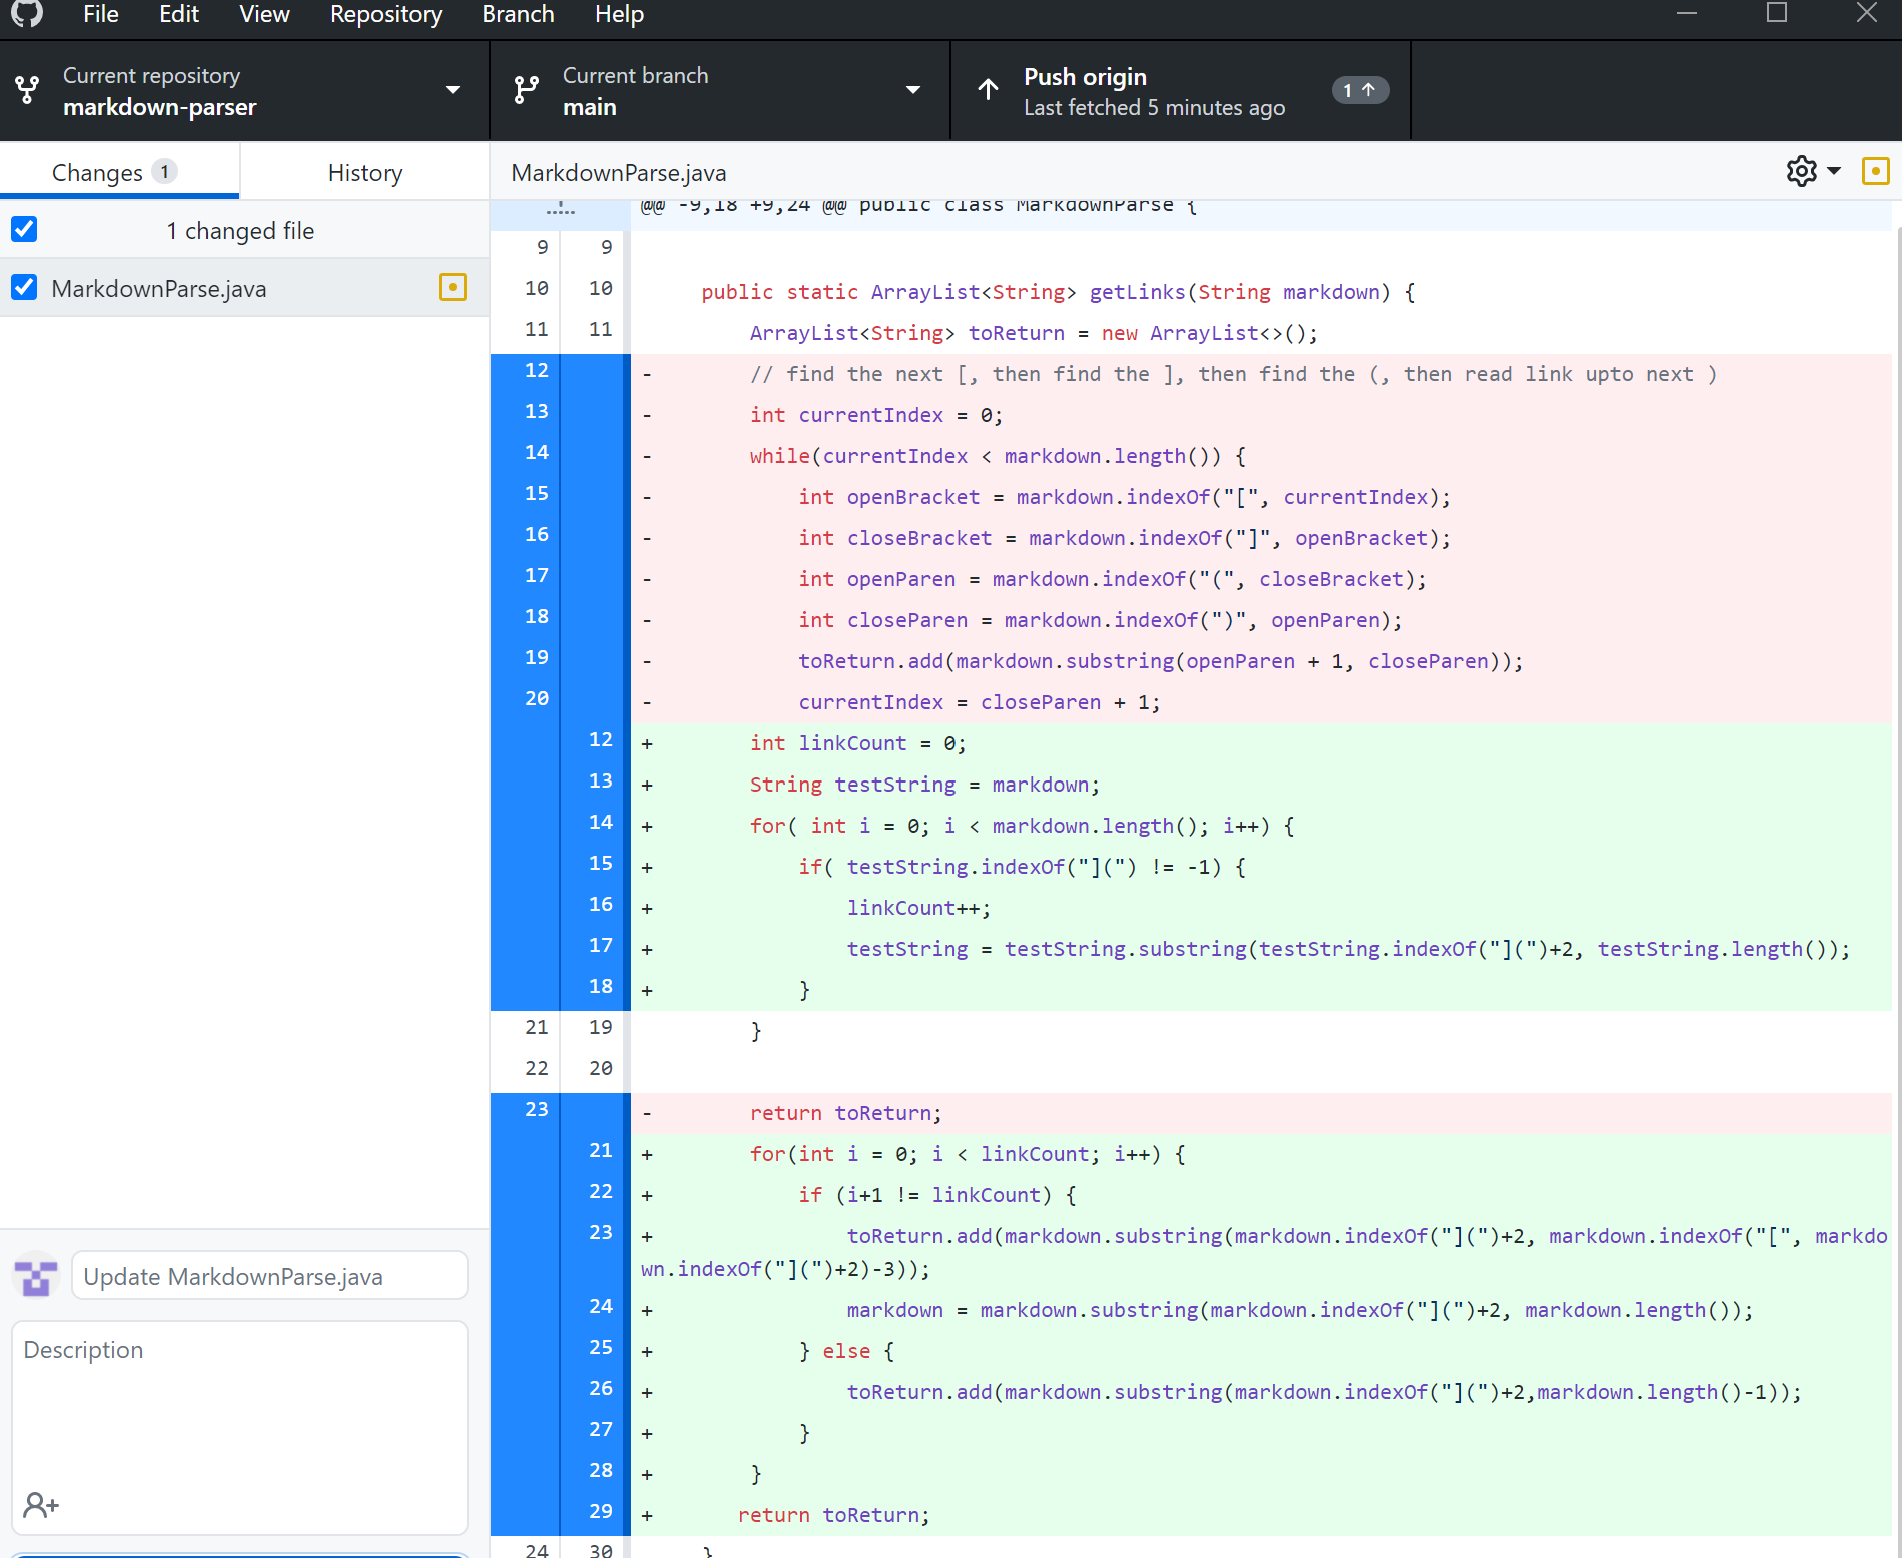 File Edit View Repository Branch Help
Current repository
markdown-parser
Current branch
main
Push origin
Last fetched 5 minutes ago
1
Changes 1
History
MarkdownParse.java
1 changed file
MarkdownParse.java
@@ -9,18 +9,24 @@ public class MarkdownParse {
9 9
10 10 public static ArrayList<String> getLinks(String markdown) {
11 11 ArrayList<String> toReturn = new ArrayList<>();
12 - // find the next [, then find the ], then find the (, then read link upto next )
13 - int currentIndex = 0;
14 - while(currentIndex < markdown.length()) {
15 - int openBracket = markdown.indexOf("[", currentIndex);
16 - int closeBracket = markdown.indexOf("]", openBracket);
17 - int openParen = markdown.indexOf("(", closeBracket);
18 - int closeParen = markdown.indexOf(")", openParen);
19 - toReturn.add(markdown.substring(openParen + 1, closeParen));
20 - currentIndex = closeParen + 1;
12 + int linkCount = 0;
13 + String testString = markdown;
14 + for( int i = 0; i < markdown.length(); i++) {
15 + if( testString.indexOf("](") != -1) {
16 + linkCount++;
17 + testString = testString.substring(testString.indexOf("](")+2, testString.length());
18 + }
21 19 }
22 20
23 - return toReturn;
21 + for(int i = 0; i < linkCount; i++) {
22 + if (i+1 != linkCount) {
23 + toReturn.add(markdown.substring(markdown.indexOf("](")+2, markdown.indexOf("[", markdo
wn.indexOf("](")+2)-3));
24 + markdown = markdown.substring(markdown.indexOf("](")+2, markdown.length());
25 + } else {
26 + toReturn.add(markdown.substring(markdown.indexOf("](")+2,markdown.length()-1));
27 + }
28 + }
29 + return toReturn;
24 30 }
Update MarkdownParse.java
Description